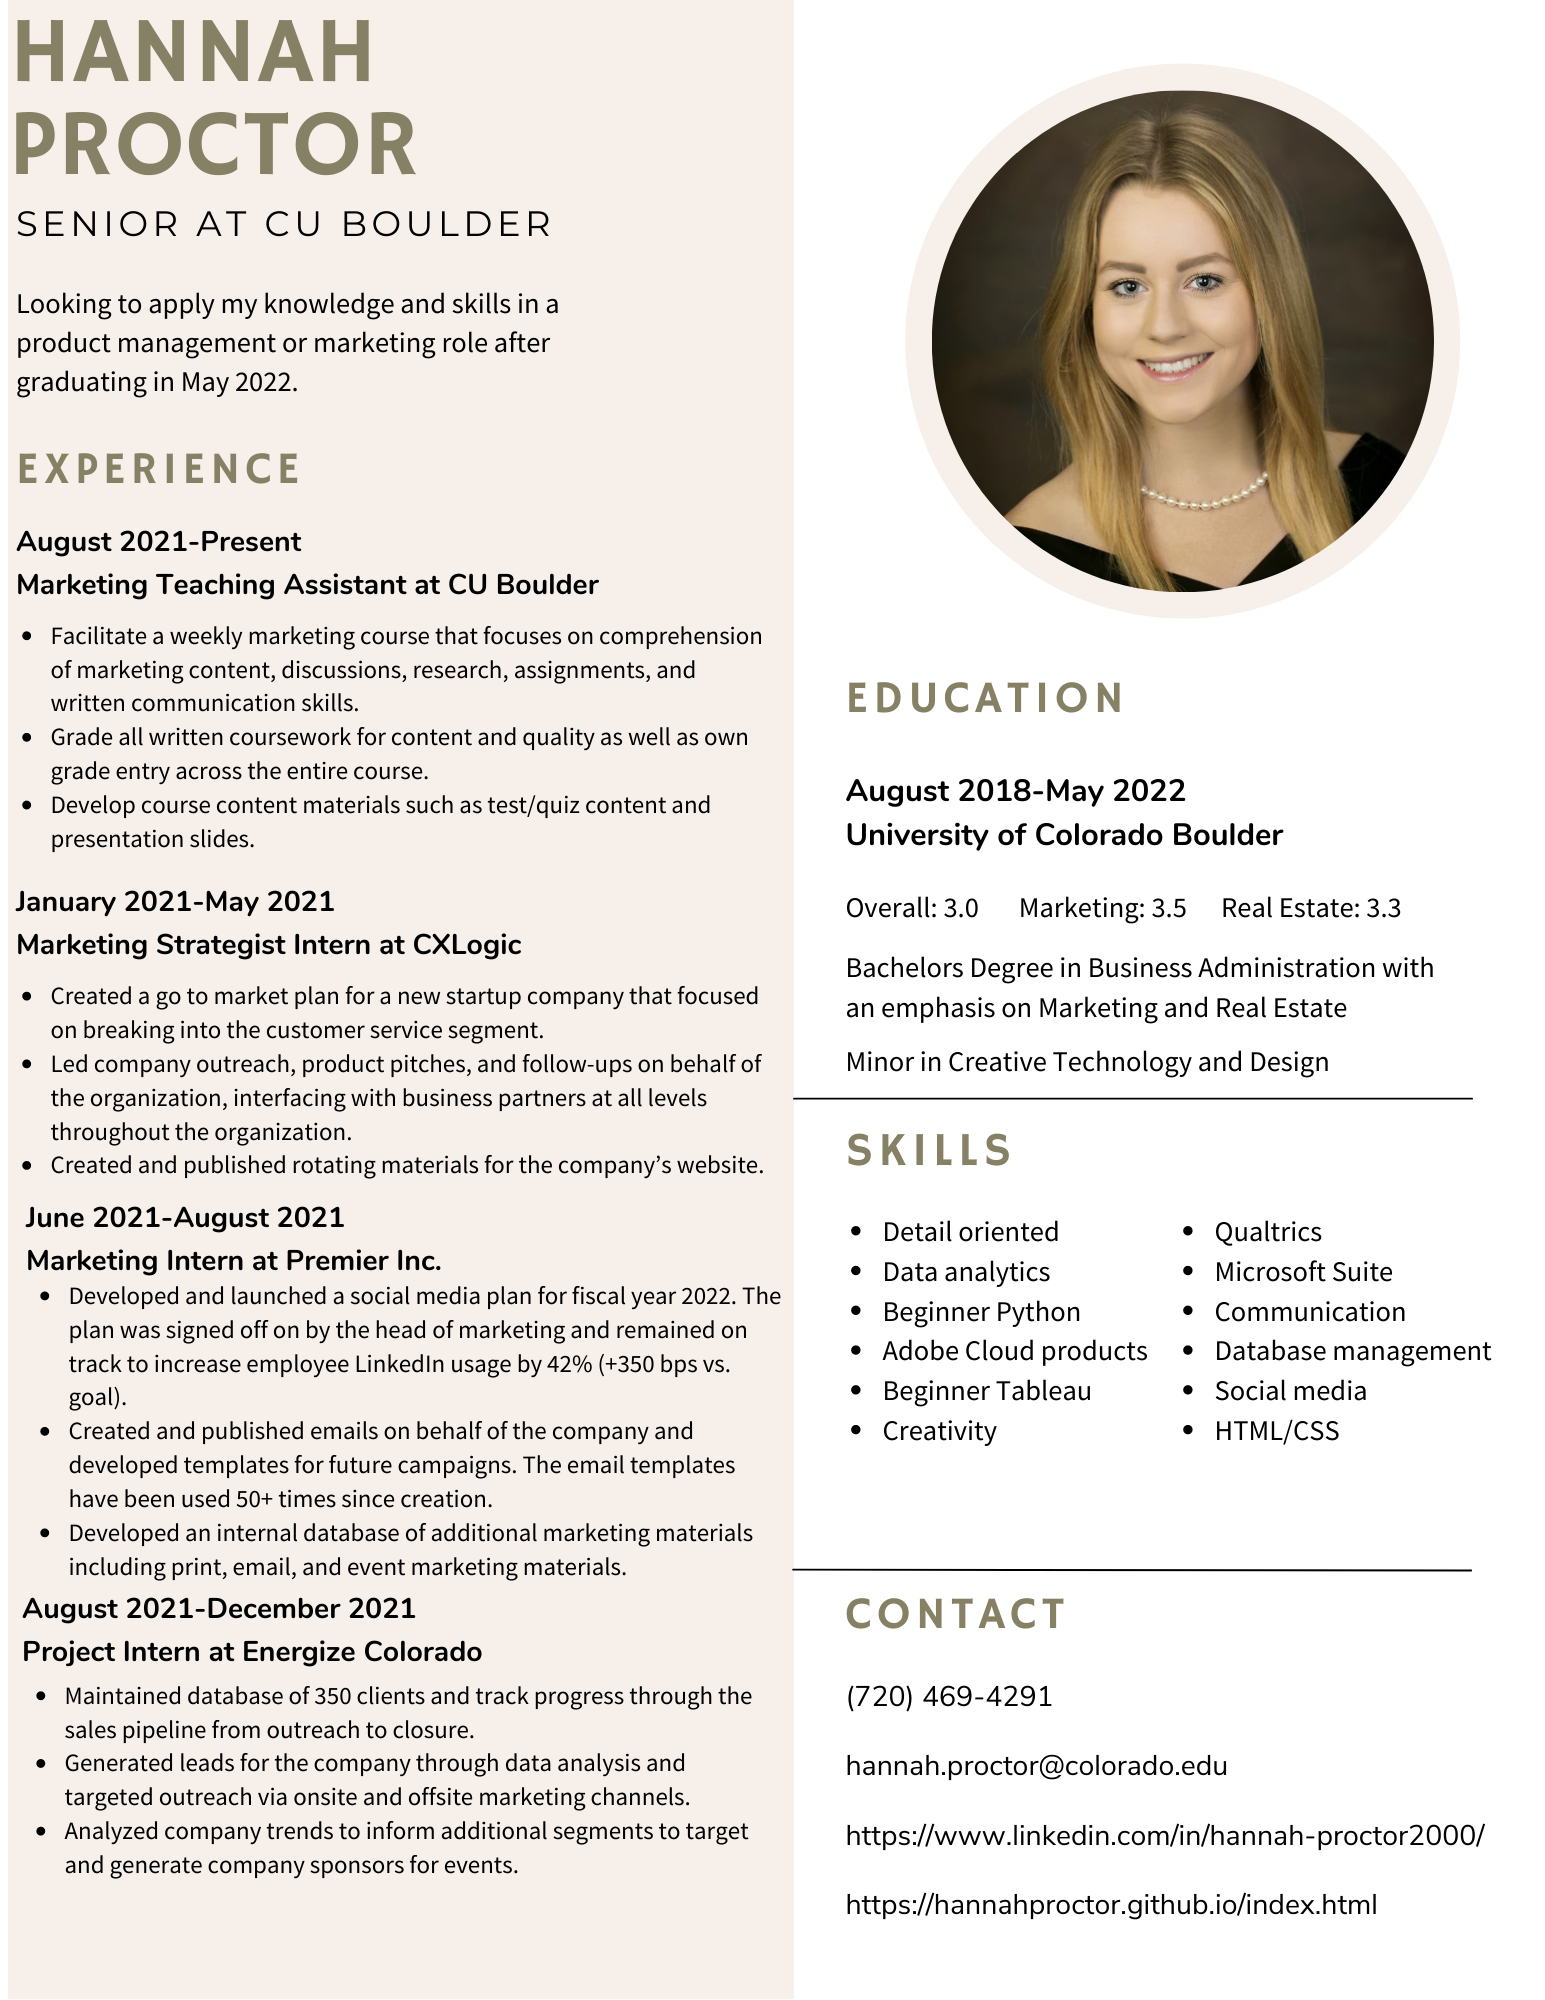 HANNAH
PROCTOR
SENIOR AT CU BOULDER
Looking to apply my knowledge and skills in a
product management or marketing role after
graduating in May 2022.
EXPERIENCE
August 2021-Present
Marketing Teaching Assistant at CU Boulder
• Facilitate a weekly marketing course that focuses on comprehension
of marketing content, discussions, research, assignments, and
written communication skills.
• Grade all written coursework for content and quality as well as own
grade entry across the entire course.
• Develop course content materials such as test/quiz content and
presentation slides.
January 2021-May 2021
Marketing Strategist Intern at CXLogic
• Created a go to market plan for a new startup company that focused
on breaking into the customer service segment.
• Led company outreach, product pitches, and follow-ups on behalf of
the organization, interfacing with business partners at all levels
throughout the organization.
• Created and published rotating materials for the company’s website.
June 2021-August 2021
Marketing Intern at Premier Inc.
• Developed and launched a social media plan for fiscal year 2022. The
plan was signed off on by the head of marketing and remained on
track to increase employee LinkedIn usage by 42% (+350 bps vs.
goal).
• Created and published emails on behalf of the company and
developed templates for future campaigns. The email templates
have been used 50+ times since creation.
• Developed an internal database of additional marketing materials
including print, email, and event marketing materials.
August 2021-December 2021
Project Intern at Energize Colorado
• Maintained database of 350 clients and track progress through the
sales pipeline from outreach to closure.
• Generated leads for the company through data analysis and
targeted outreach via onsite and offsite marketing channels.
• Analyzed company trends to inform additional segments to target
and generate company sponsors for events.
EDUCATION
August 2018-May 2022
University of Colorado Boulder
Overall: 3.0 Marketing: 3.5 Real Estate: 3.3
Bachelors Degree in Business Administration with
an emphasis on Marketing and Real Estate
Minor in Creative Technology and Design
SKILLS
• Detail oriented
• Data analytics
• Beginner Python
• Adobe Cloud products
• Beginner Tableau
• Creativity
• Qualtrics
• Microsoft Suite
• Communication
• Database management
• Social media
• HTML/CSS
CONTACT
(720) 469-4291
hannah.proctor@colorado.edu
https://www.linkedin.com/in/hannah-proctor2000/
https://hannahproctor.github.io/index.html